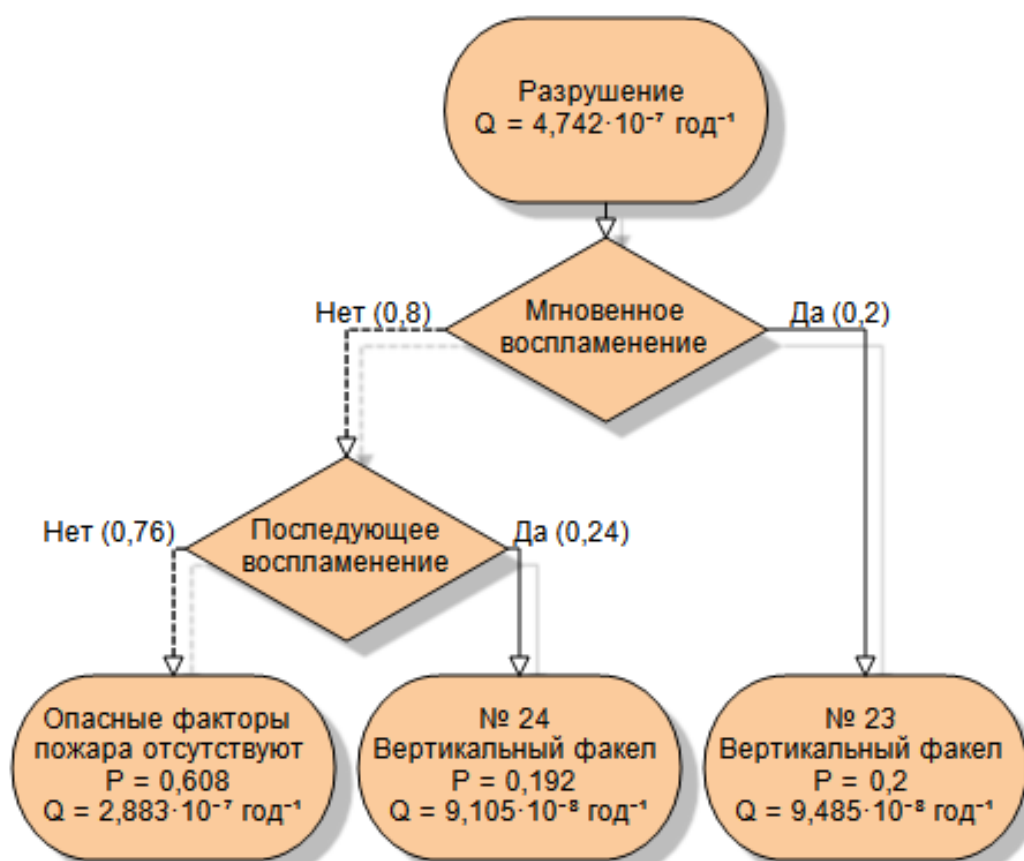 Разрушение
Q = 4,742·10⁻⁷ год⁻¹
Нет (0,8)
Мгновенное
воспламенение
Да (0,2)
Нет (0,76)
Последующее
воспламенение
Да (0,24)
Опасные факторы
пожара отсутствуют
P = 0,608
Q = 2,883·10⁻⁷ год⁻¹
№ 24
Вертикальный факел
P = 0,192
Q = 9,105·10⁻⁸ год⁻¹
№ 23
Вертикальный факел
P = 0,2
Q = 9,485·10⁻⁸ год⁻¹